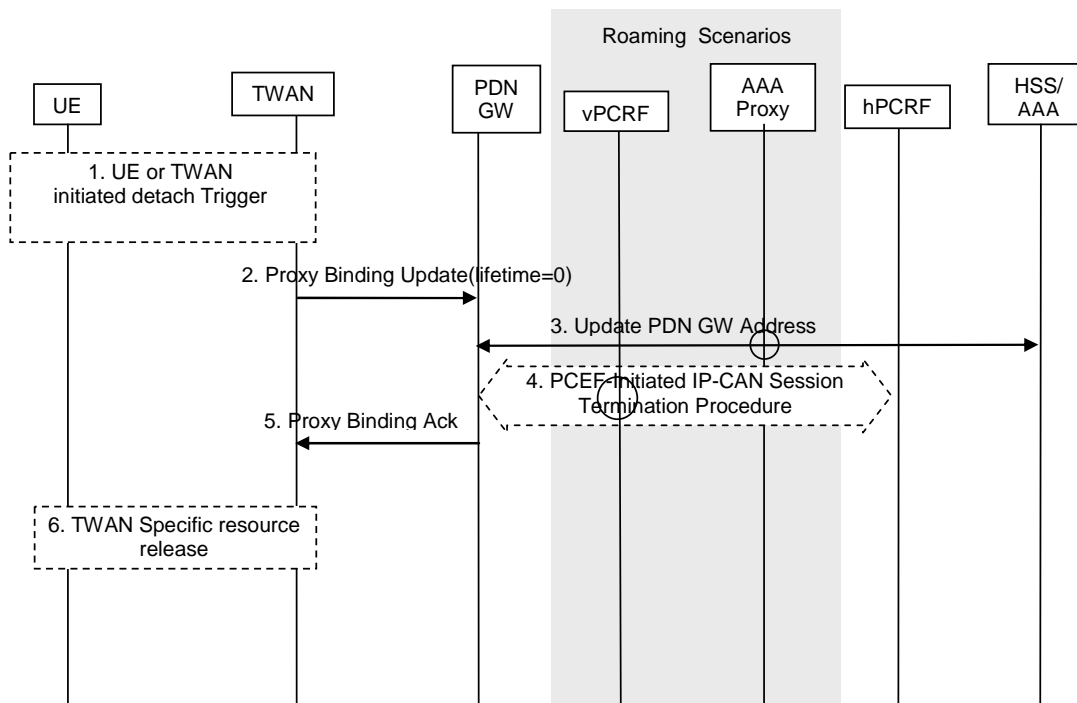 Roaming Scenarios
UE
TWAN
PDN
GW
vPCRF
AAA
Proxy
hPCRF
HSS/
AAA
1. UE or TWAN
initiated detach Trigger
2. Proxy Binding Update(lifetime=0)
3. Update PDN GW Address
4. PCEF-Initiated IP-CAN Session
Termination Procedure
5. Proxy Binding Ack
6. TWAN Specific resource
release